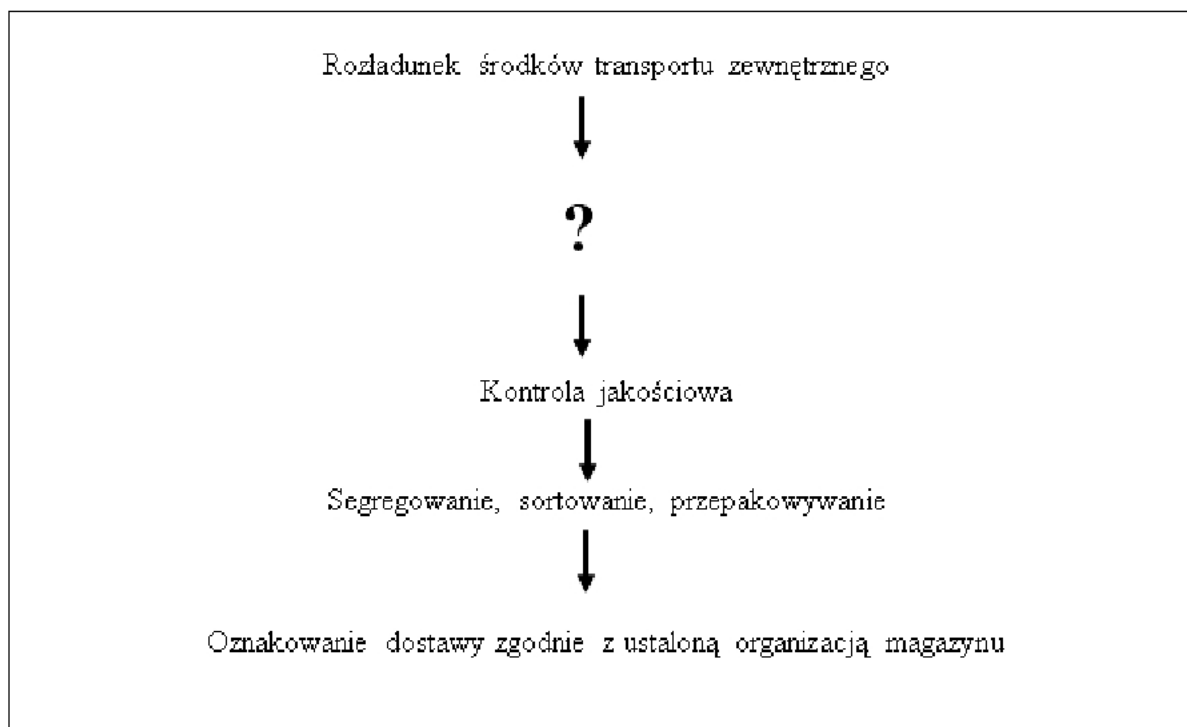 Rozładunek środków transportu zewnętrznego
?
Kontrola jakościowa
Segregowanie, sortowanie, przepakowywanie
Oznakowanie dostawy zgodnie z ustaloną organizacją magazynu